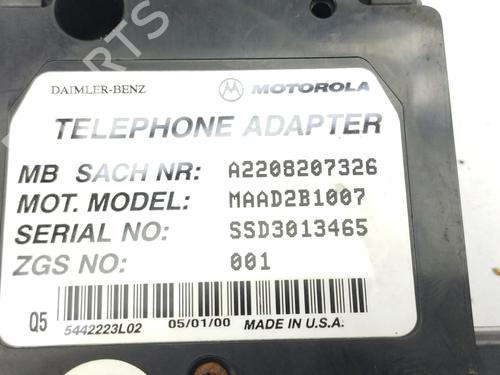 PARTS
DAIMLER-BENZ MOTOROLA
TELEPHONE ADAPTER
MB SACH NR: A2208207326
MOT. MODEL: MAAD2B1007
SERIAL NO: SSD3013465
ZGS NO: 001
Q5 5442223L02 05/01/00 MADE IN U.S.A.